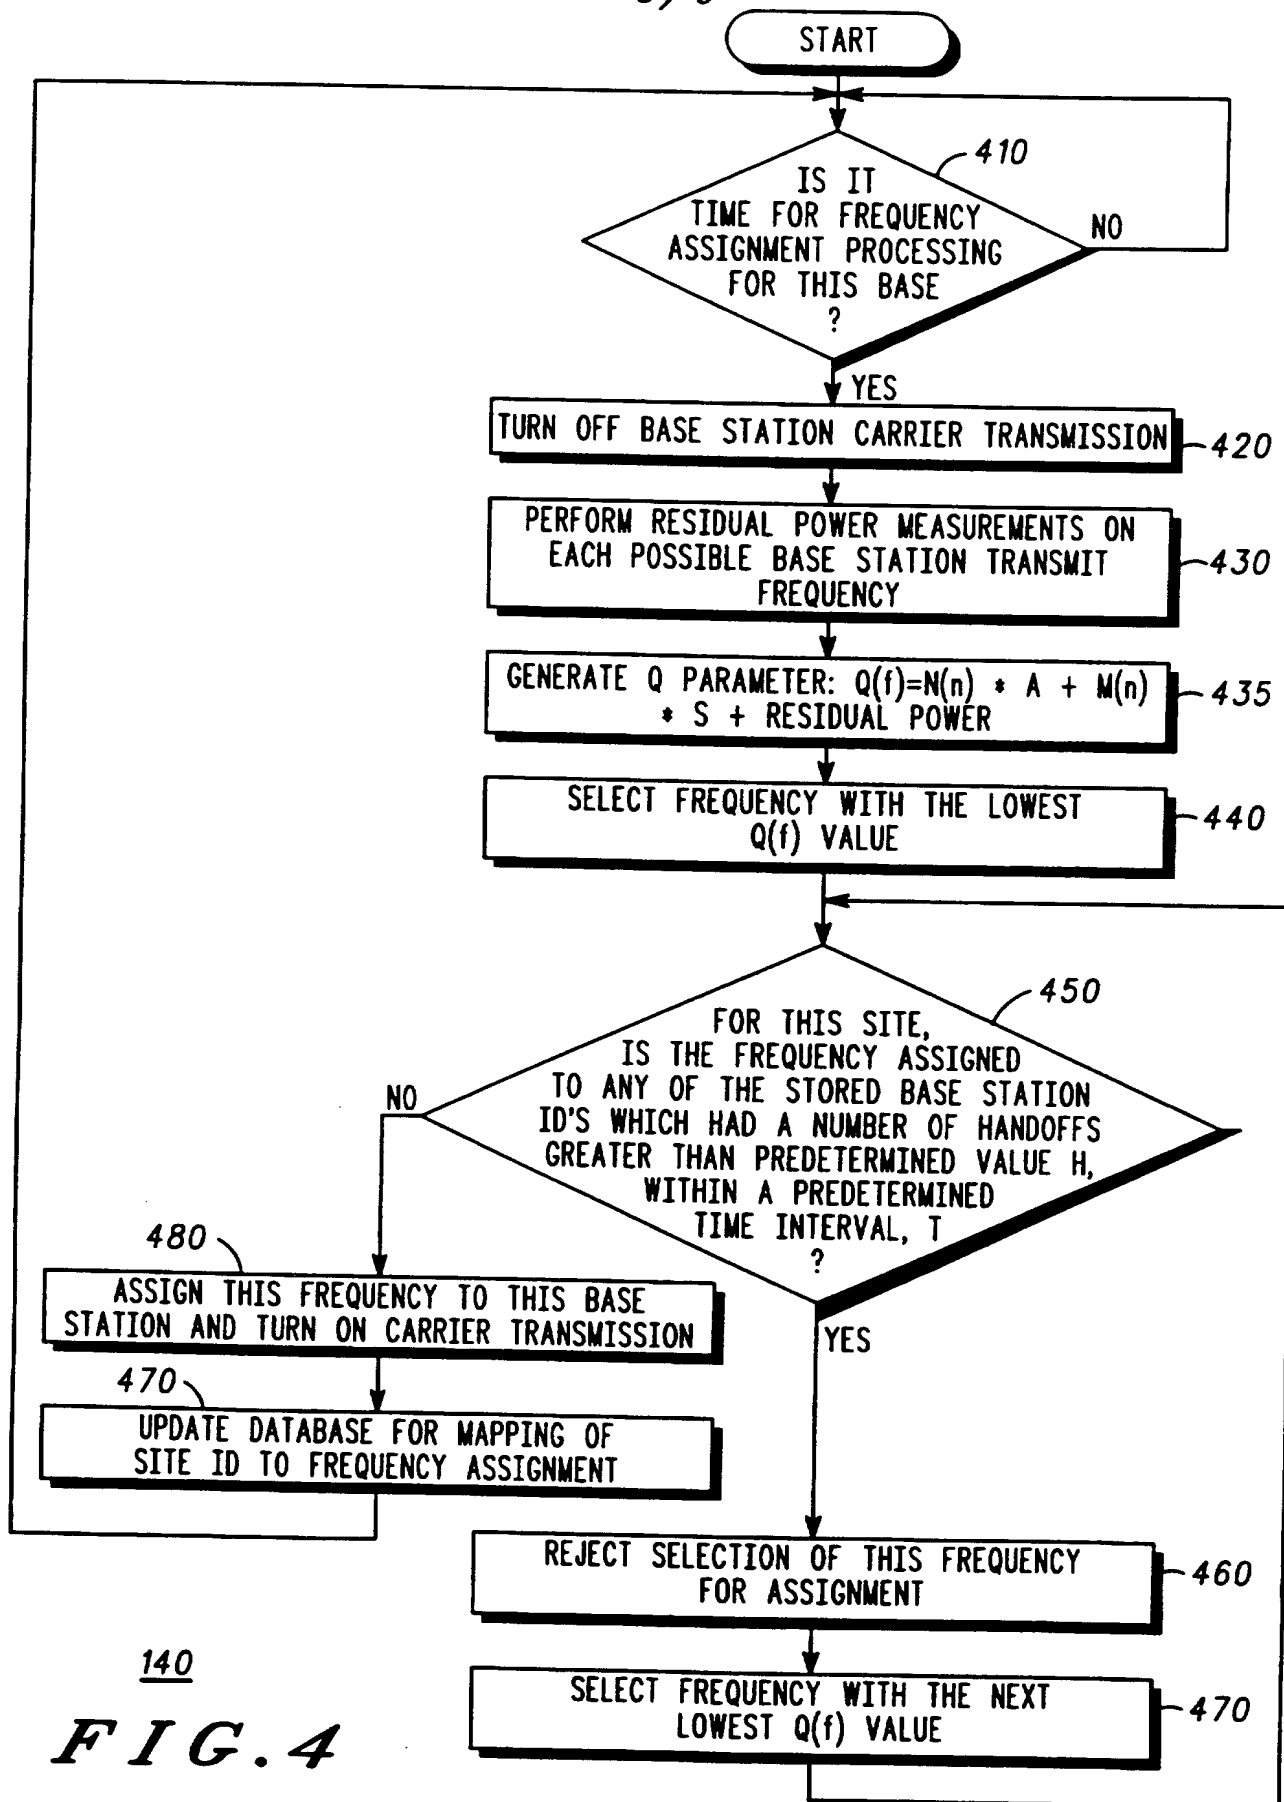 START
410
IS IT
TIME FOR FREQUENCY
ASSIGNMENT PROCESSING
FOR THIS BASE
?
NO
YES
TURN OFF BASE STATION CARRIER TRANSMISSION
420
PERFORM RESIDUAL POWER MEASUREMENTS ON
EACH POSSIBLE BASE STATION TRANSMIT
FREQUENCY
430
GENERATE Q PARAMETER: Q(f)=N(n) * A + M(n)
* S + RESIDUAL POWER
435
SELECT FREQUENCY WITH THE LOWEST
Q(f) VALUE
440
450
FOR THIS SITE,
IS THE FREQUENCY ASSIGNED
TO ANY OF THE STORED BASE STATION
ID'S WHICH HAD A NUMBER OF HANDOFFS
GREATER THAN PREDETERMINED VALUE H,
WITHIN A PREDETERMINED
TIME INTERVAL, T
?
NO
YES
480
ASSIGN THIS FREQUENCY TO THIS BASE
STATION AND TURN ON CARRIER TRANSMISSION
470
UPDATE DATABASE FOR MAPPING OF
SITE ID TO FREQUENCY ASSIGNMENT
REJECT SELECTION OF THIS FREQUENCY
FOR ASSIGNMENT
460
SELECT FREQUENCY WITH THE NEXT
LOWEST Q(f) VALUE
470
140
FIG.4